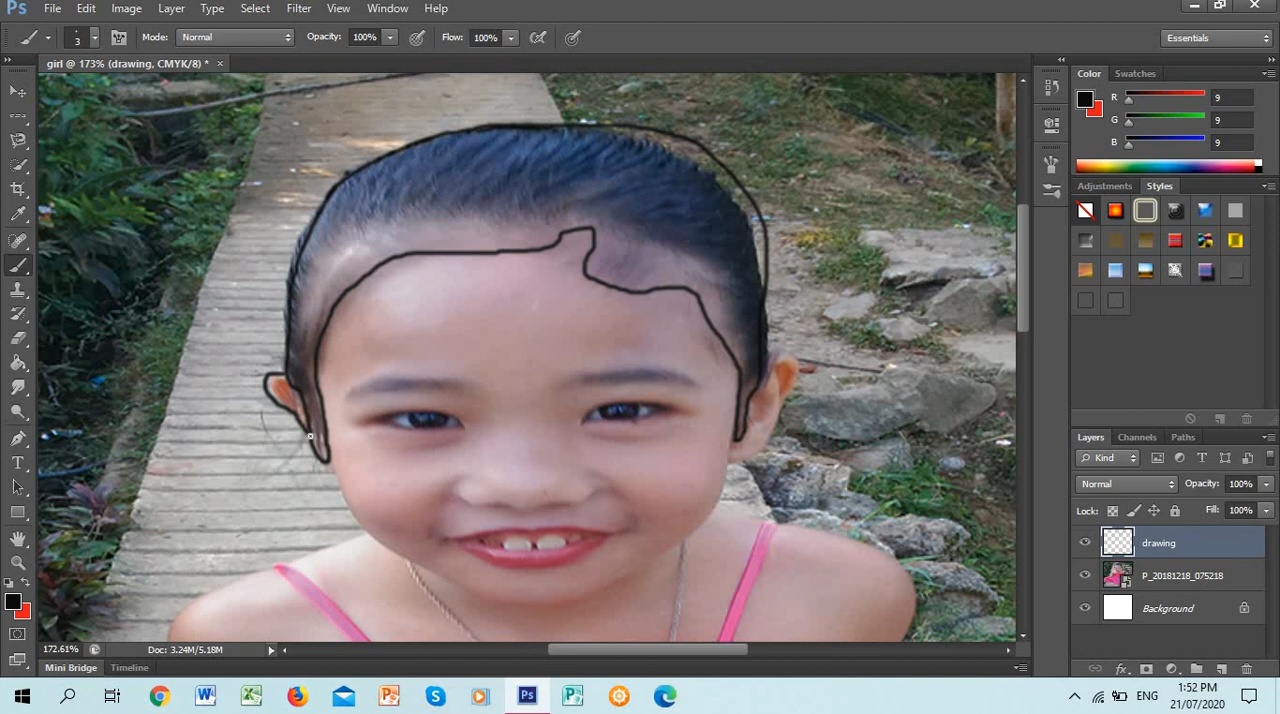 Ps File Edit Image Layer Type Select Filter View Window Help
3 Mode: Normal Opacity: 100% Flow: 100% Essentials
girl @ 173% (drawing, CMYK/8) * ×
Color Swatches
R 9
G 9
B 9
Adjustments Styles
Layers Channels Paths
Kind
Normal Opacity: 100%
Lock: Fill: 100%
drawing
P_20181218_075218
Background
172.61% Doc: 3.24M/5.18M
Mini Bridge Timeline
ENG
1:52 PM
21/07/2020